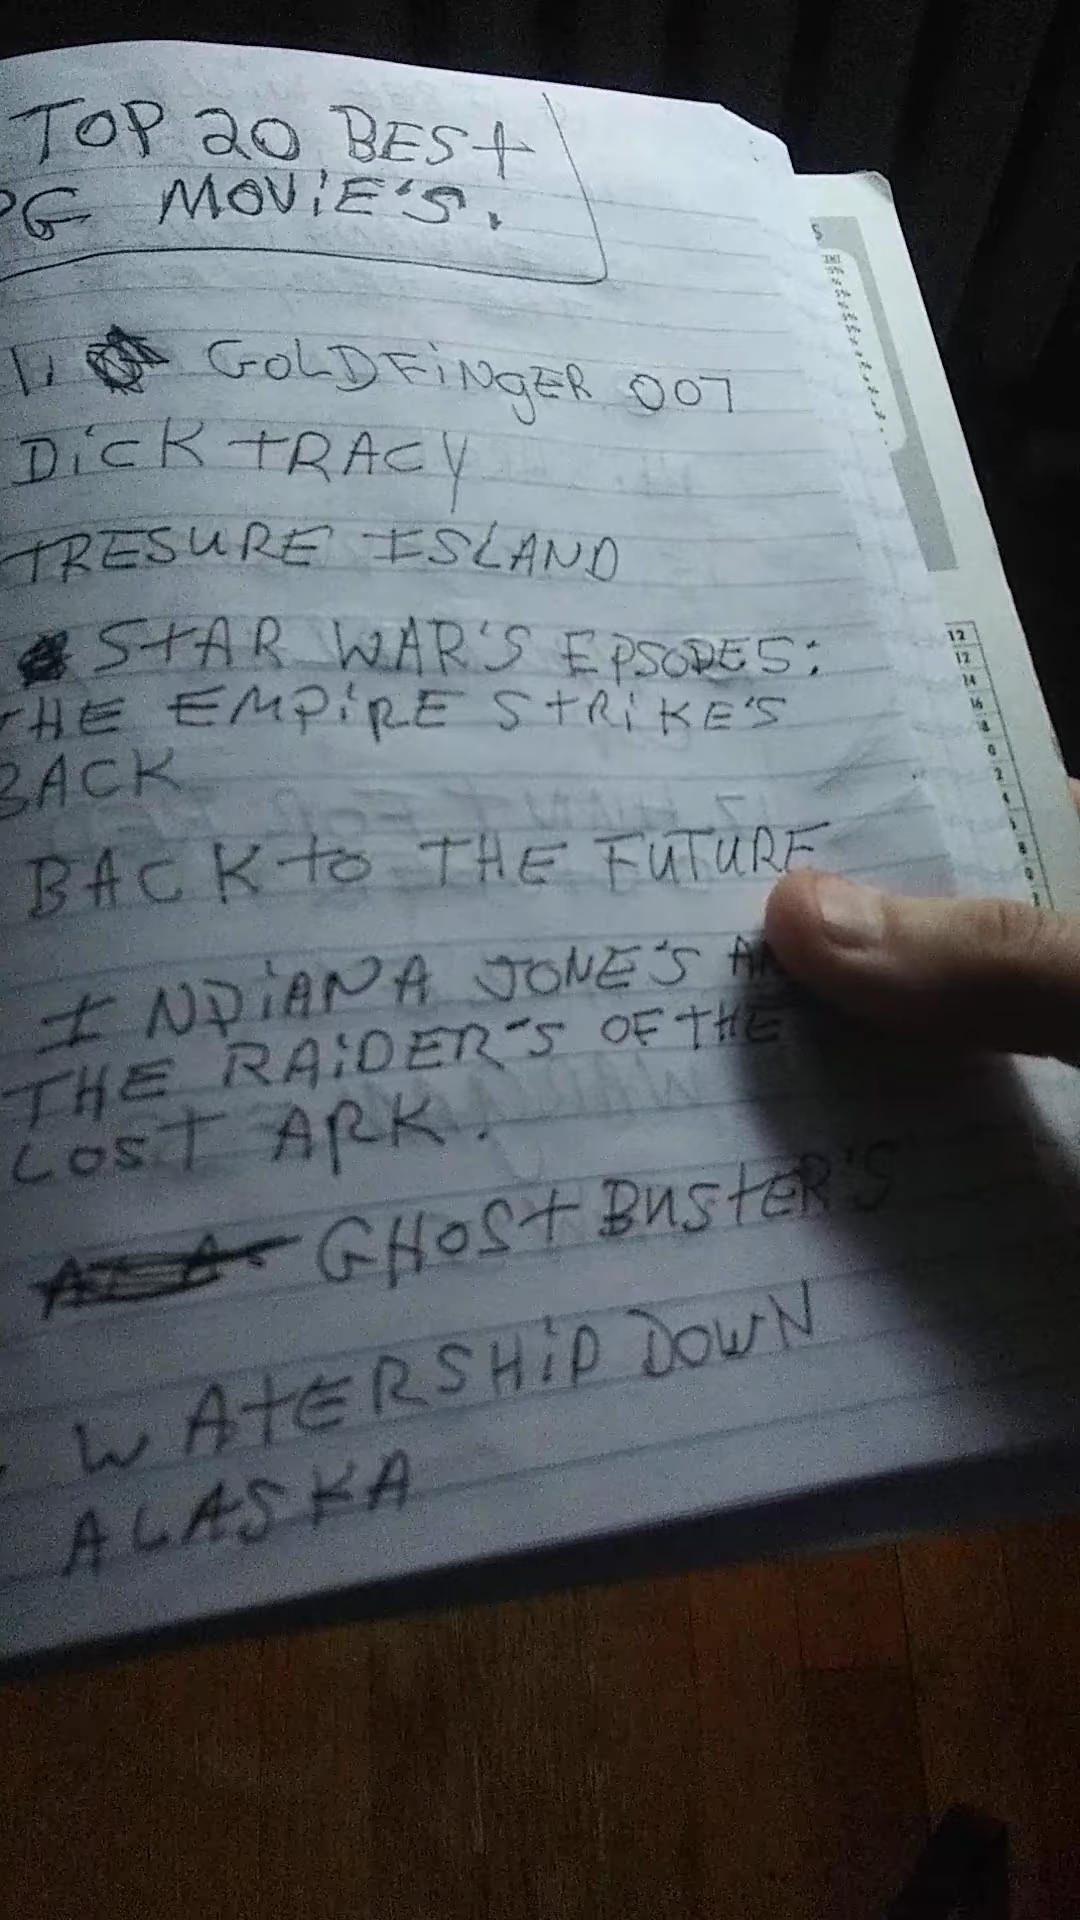 TOP 20 BEST
PG MOViE'S.
1. GOLDFiNgER 007
DiCK TRACY
TRESURE ISLAND
STAR WAR'S EPSODES:
THE EMPiRE STRiKE'S
BACK
BACK to THE FUTURE
INDiANA JONE'S
THE RAiDER'S OF THE
LOST ARK.
GHOST BUSTER'S
WATERSHiP DOWN
ALASKA